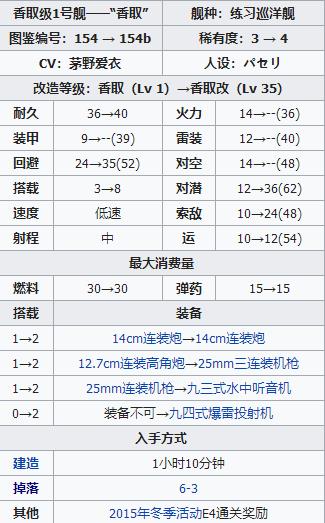 香取级1号舰——“香取” 舰种：练习巡洋舰
图鉴编号：154 → 154b 稀有度：3 → 4
CV：茅野爱衣 人设：パセリ
改造等级：香取（Lv 1）→香取改（Lv 35）
耐久 36→40 火力 14→--(36)
装甲 9→--(39) 雷装 12→--(40)
回避 24→35(52) 对空 14→--(48)
搭载 3→8 对潜 12→36(62)
速度 低速 索敌 10→24(48)
射程 中 运 10→12(54)
最大消费量
燃料 30→30 弹药 15→15
搭载 装备
1→2 14cm连装炮→14cm连装炮
1→2 12.7cm连装高角炮→25mm三连装机枪
1→2 25mm连装机枪→九三式水中听音机
0→2 装备不可→九四式爆雷投射机
入手方式
建造 1小时10分钟
掉落 6-3
其他 2015年冬季活动E4通关奖励